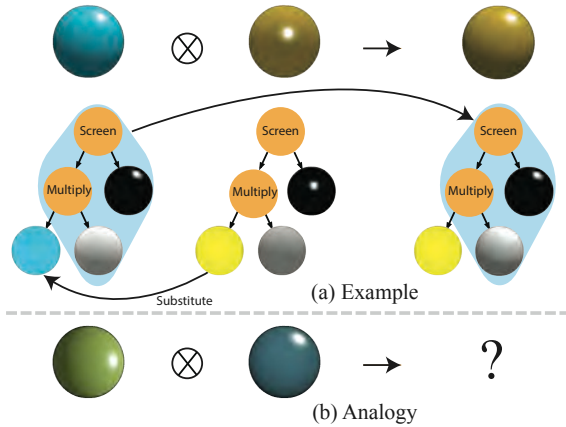 Screen
Screen
Screen
Multiply
Multiply
Multiply
Substitute
(a) Example
?
(b) Analogy